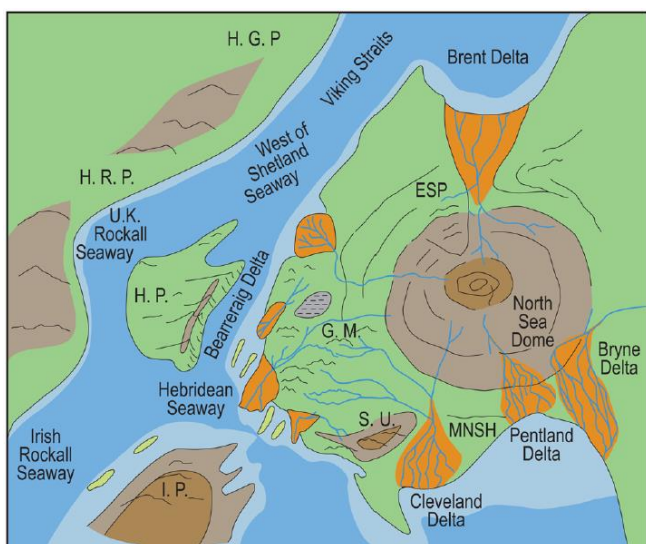 H. G. P
Viking Straits
Brent Delta
West of
Shetland
Seaway
H. R. P.
U.K.
Rockall
Seaway
ESP
H. P.
Bearreraig Delta
G. M.
North
Sea
Dome
Bryne
Delta
Hebridean
Seaway
S. U.
MNSH
Pentland
Delta
Irish
Rockall
Seaway
I. P.
Cleveland
Delta